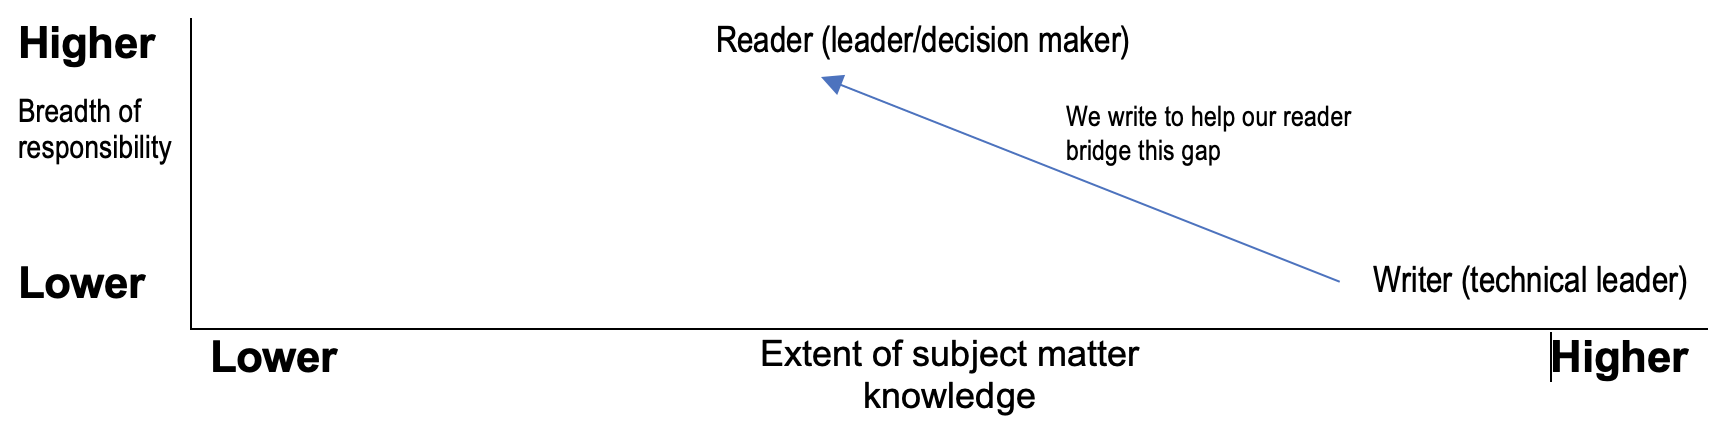 Higher
Reader (leader/decision maker)
Breadth of
responsibility
We write to help our reader
bridge this gap
Lower
Writer (technical leader)
Lower
Extent of subject matter
knowledge
Higher